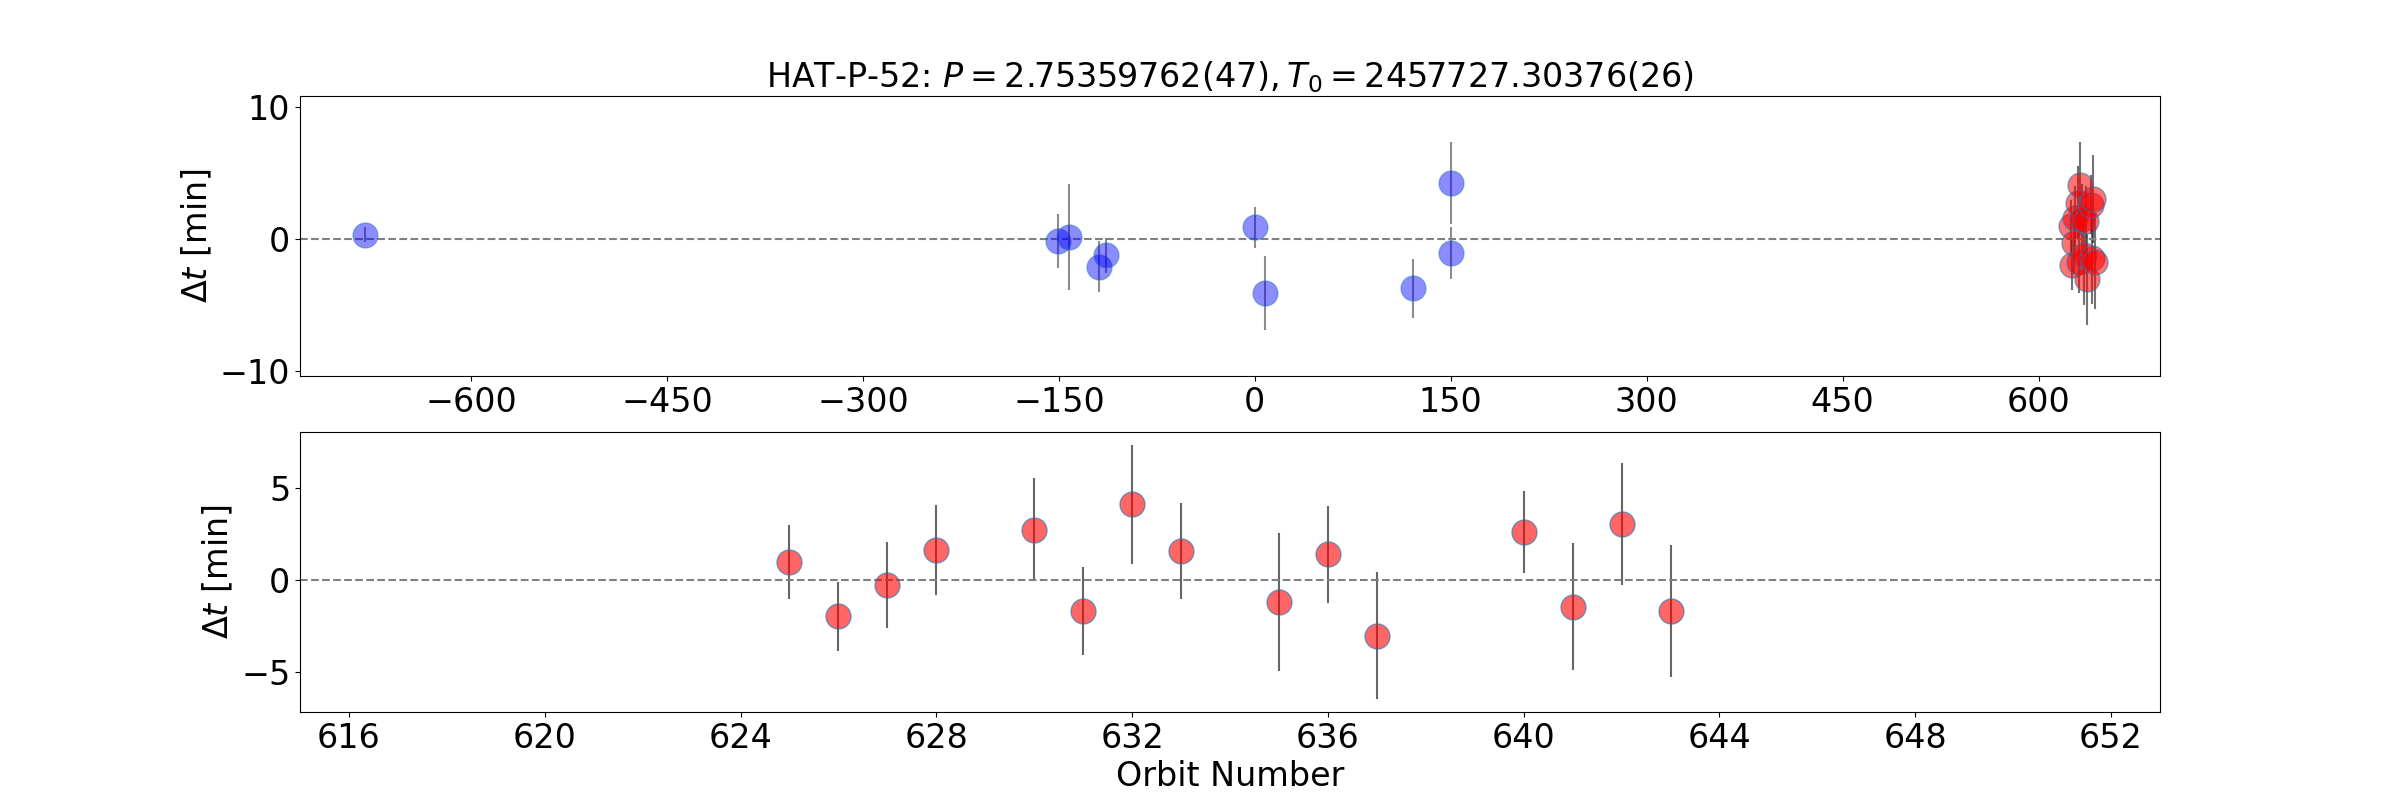 HAT-P-52: P = 2.75359762(47), T₀ = 2457727.30376(26)
Δt [min]
10
0
−10
−600 −450 −300 −150 0 150 300 450 600
Δt [min]
5
0
−5
616 620 624 628 632 636 640 644 648 652
Orbit Number